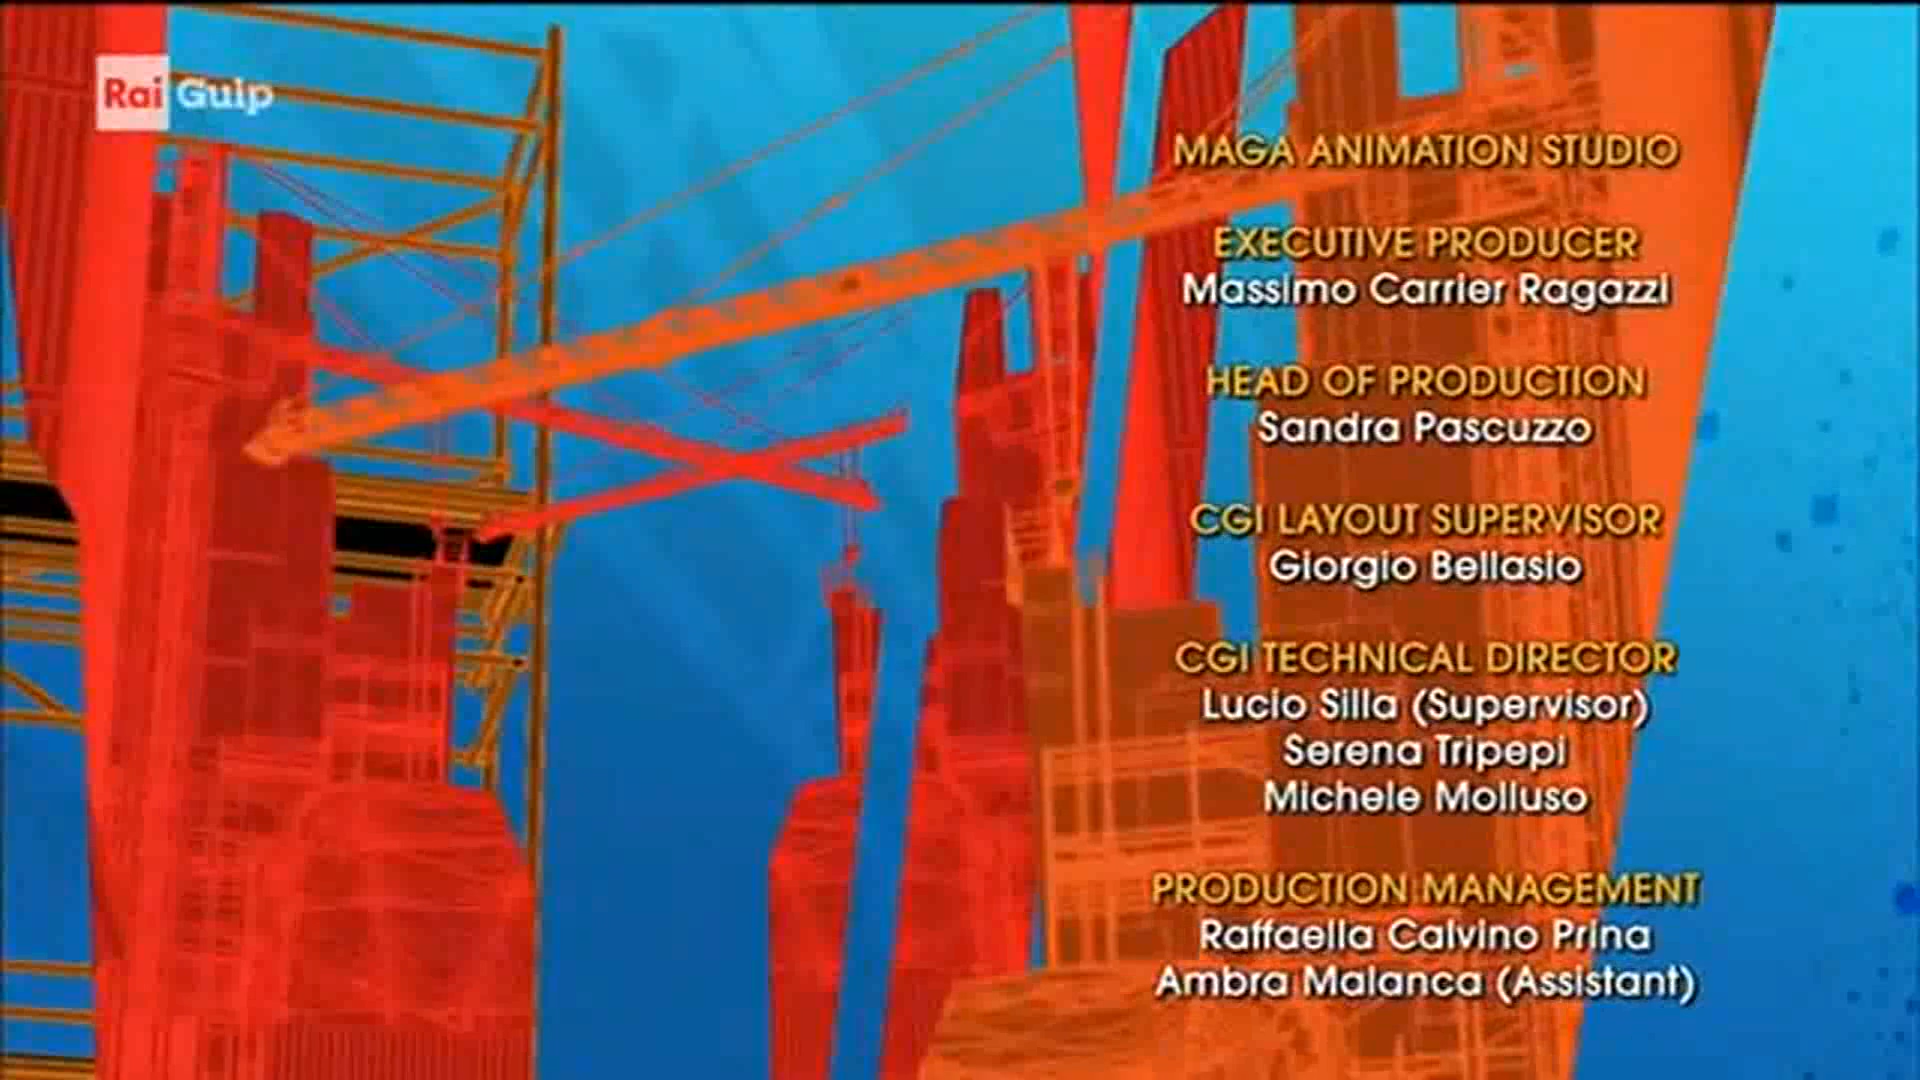 Rai Gulp
MAGA ANIMATION STUDIO
EXECUTIVE PRODUCER
Massimo Carrier Ragazzi
HEAD OF PRODUCTION
Sandra Pascuzzo
CGI LAYOUT SUPERVISOR
Giorgio Bellasio
CGI TECHNICAL DIRECTOR
Lucio Silla (Supervisor)
Serena Tripepi
Michele Molluso
PRODUCTION MANAGEMENT
Raffaella Calvino Prina
Ambra Malanca (Assistant)